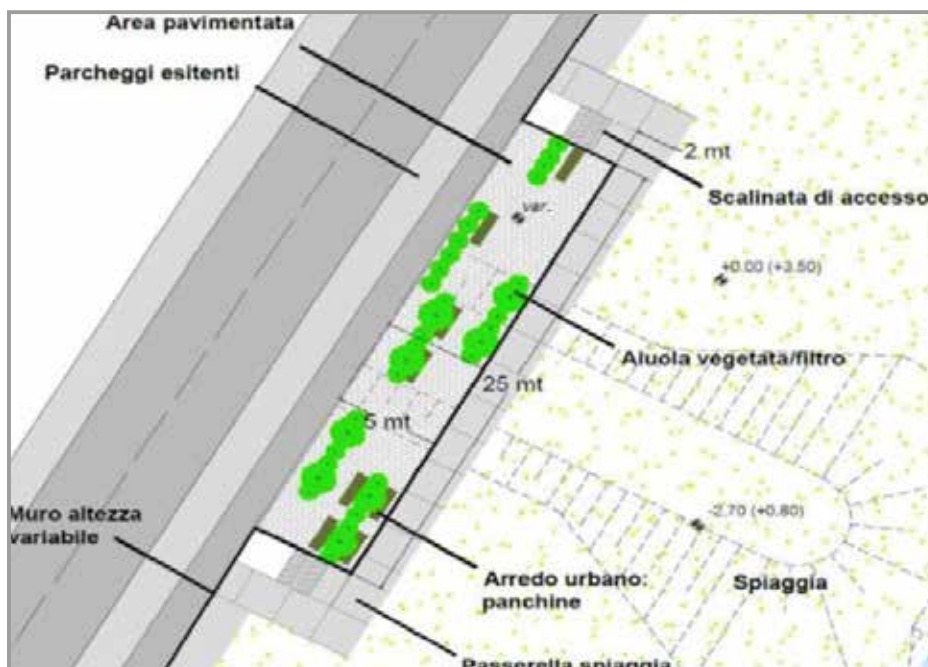 Area pavimentata
Parcheggi esitenti
2 mt
Scalinata di accesso
var.
+0.00 (+3.50)
Aiuola vegetata/filtro
25 mt
5 mt
-2.70 (+0.80)
Muro altezza
variabile
Arredo urbano:
panchine
Spiaggia
Passerella spiaggia